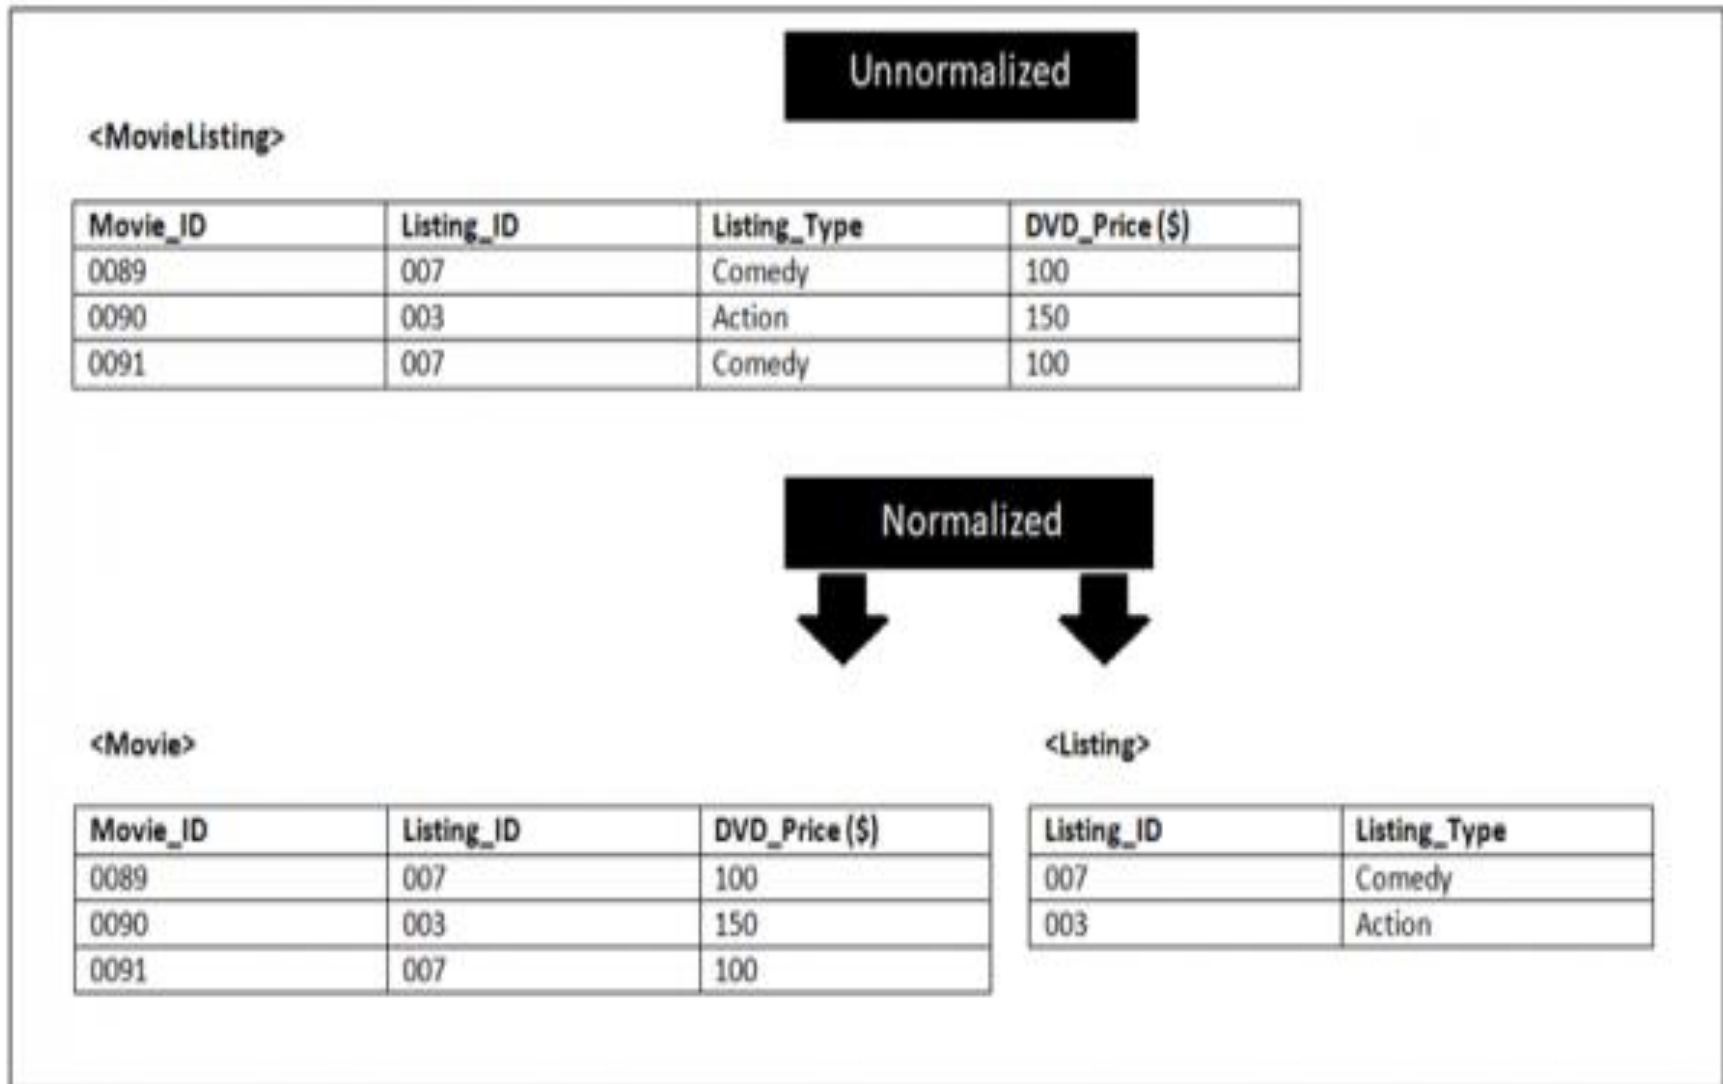 Unnormalized
<MovieListing>
Movie_ID Listing_ID Listing_Type DVD_Price ($)
0089 007 Comedy 100
0090 003 Action 150
0091 007 Comedy 100
Normalized
<Movie>
Movie_ID Listing_ID DVD_Price ($)
0089 007 100
0090 003 150
0091 007 100
<Listing>
Listing_ID Listing_Type
007 Comedy
003 Action